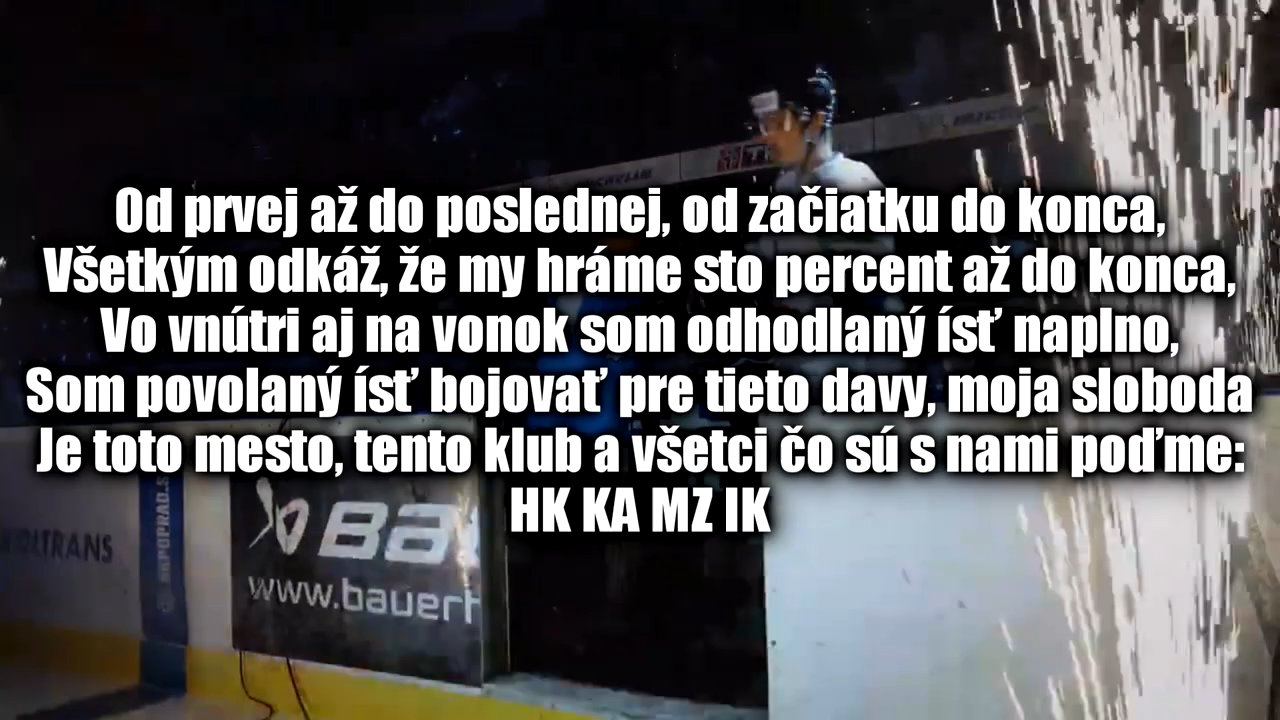 Od prvej až do poslednej, od začiatku do konca,
Všetkým odkáž, že my hráme sto percent až do konca,
Vo vnútri aj na vonok som odhodlaný ísť naplno,
Som povolaný ísť bojovať pre tieto davy, moja sloboda
Je toto mesto, tento klub a všetci čo sú s nami poďme:
HK KA MZ IK
www.bauerh